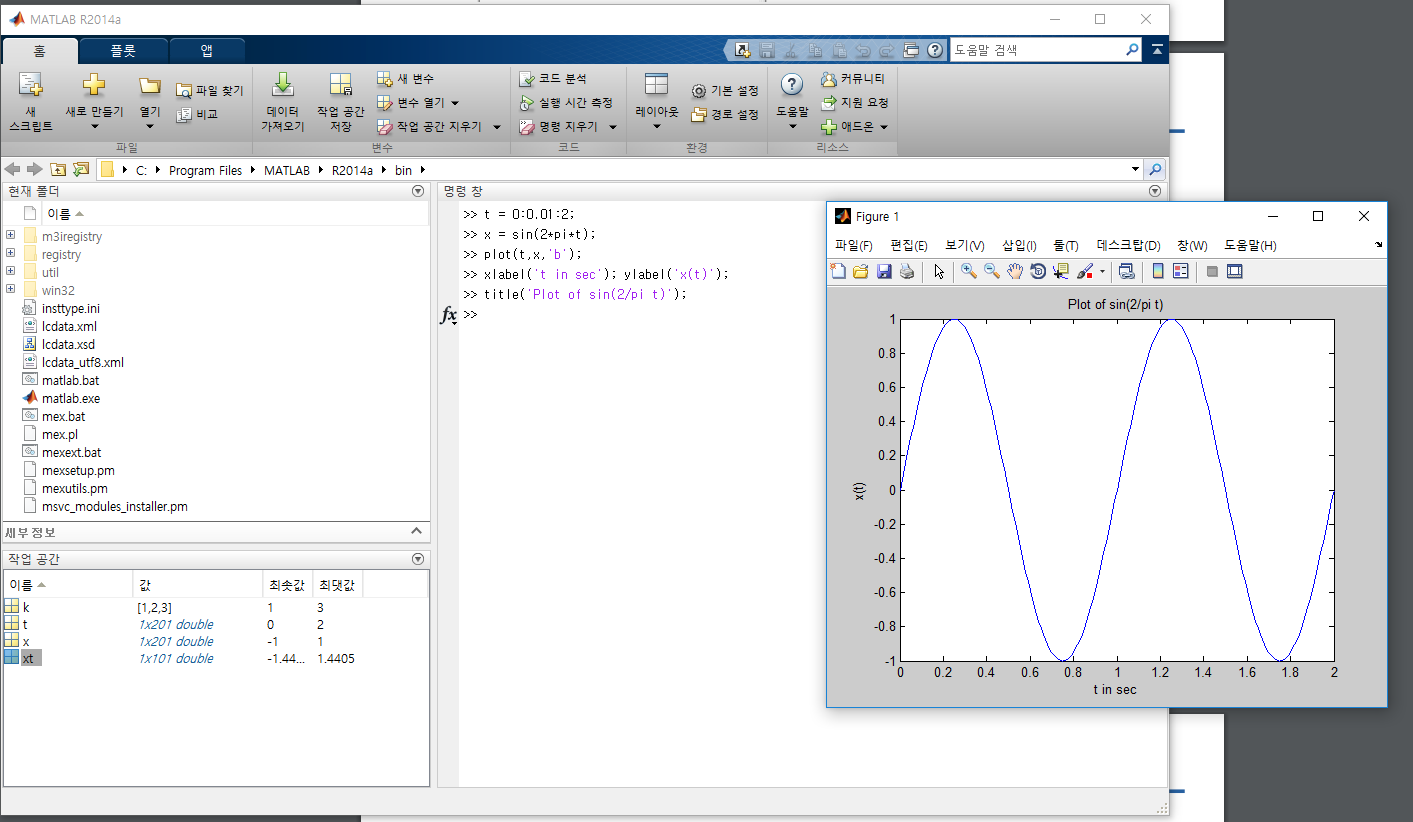 MATLAB R2014a
홈 플롯 앱
도움말 검색
새 스크립트
새로 만들기
열기
파일 찾기
비교
파일
데이터 가져오기
작업 공간 저장
새 변수
변수 열기
작업 공간 지우기
변수
코드 분석
실행 시간 측정
명령 지우기
코드
레이아웃
기본 설정
경로 설정
환경
도움말
커뮤니티
지원 요청
애드온
리소스
C: Program Files MATLAB R2014a bin
현재 폴더
이름
m3iregistry
registry
util
win32
insttype.ini
lcdata.xml
lcdata.xsd
lcdata_utf8.xml
matlab.bat
matlab.exe
mex.bat
mex.pl
mexext.bat
mexsetup.pm
mexutils.pm
msvc_modules_installer.pm
세부 정보
작업 공간
이름 값 최솟값 최댓값
k [1,2,3] 1 3
t 1x201 double 0 2
x 1x201 double -1 1
xt 1x101 double -1.44... 1.4405
명령 창
>> t = 0:0.01:2;
>> x = sin(2*pi*t);
>> plot(t,x,'b');
>> xlabel('t in sec'); ylabel('x(t)');
>> title('Plot of sin(2/pi t)');
fx >>
Figure 1
파일(F) 편집(E) 보기(V) 삽입(I) 툴(T) 데스크탑(D) 창(W) 도움말(H)
Plot of sin(2/pi t)
1
0.8
0.6
0.4
0.2
0
-0.2
-0.4
-0.6
-0.8
-1
x(t)
0 0.2 0.4 0.6 0.8 1 1.2 1.4 1.6 1.8 2
t in sec